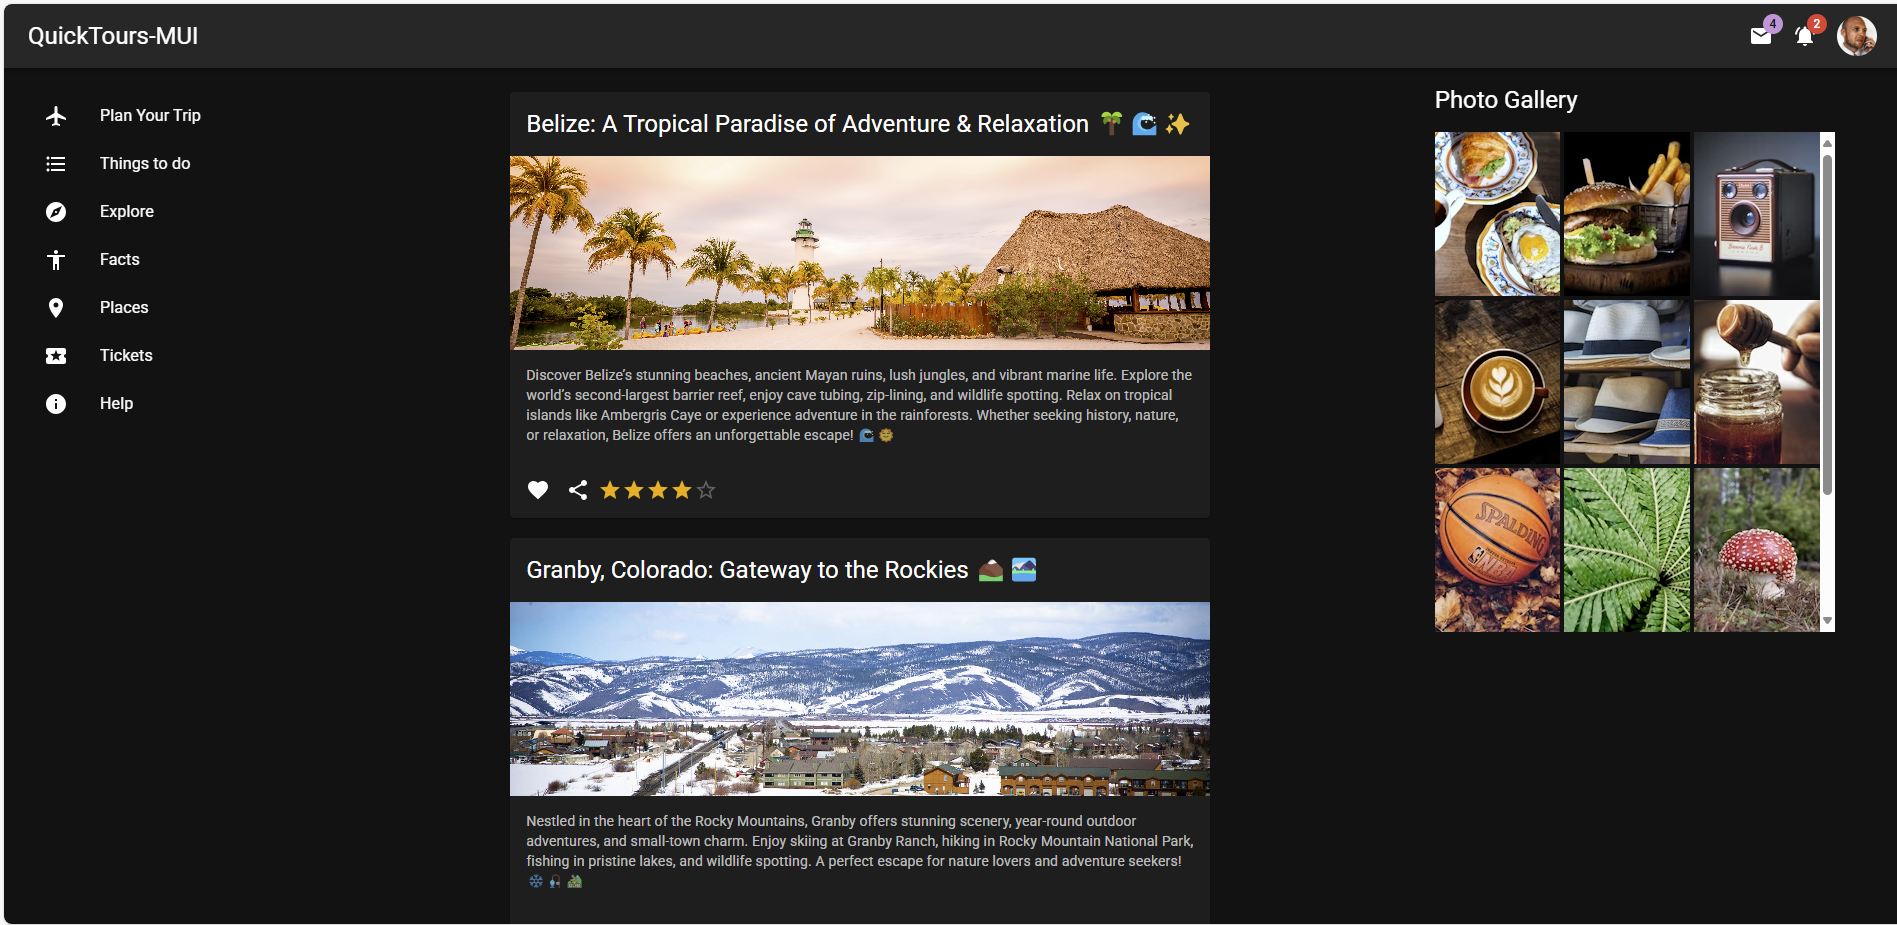 QuickTours-MUI
4
2
Plan Your Trip
Things to do
Explore
Facts
Places
Tickets
Help
Belize: A Tropical Paradise of Adventure & Relaxation 🌴 🌊 ✨
Discover Belize’s stunning beaches, ancient Mayan ruins, lush jungles, and vibrant marine life. Explore the
world’s second-largest barrier reef, enjoy cave tubing, zip-lining, and wildlife spotting. Relax on tropical
islands like Ambergris Caye or experience adventure in the rainforests. Whether seeking history, nature,
or relaxation, Belize offers an unforgettable escape! 🌊 🌞
Granby, Colorado: Gateway to the Rockies ⛰️ 🏞️
Nestled in the heart of the Rocky Mountains, Granby offers stunning scenery, year-round outdoor
adventures, and small-town charm. Enjoy skiing at Granby Ranch, hiking in Rocky Mountain National Park,
fishing in pristine lakes, and wildlife spotting. A perfect escape for nature lovers and adventure seekers!
❄️ 🎣 🏕️
Photo Gallery
SPALDING
NBA